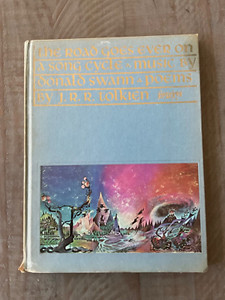 The Road Goes Ever On
A Song Cycle · Music by
Donald Swann · Poems
By J. R. R. Tolkien